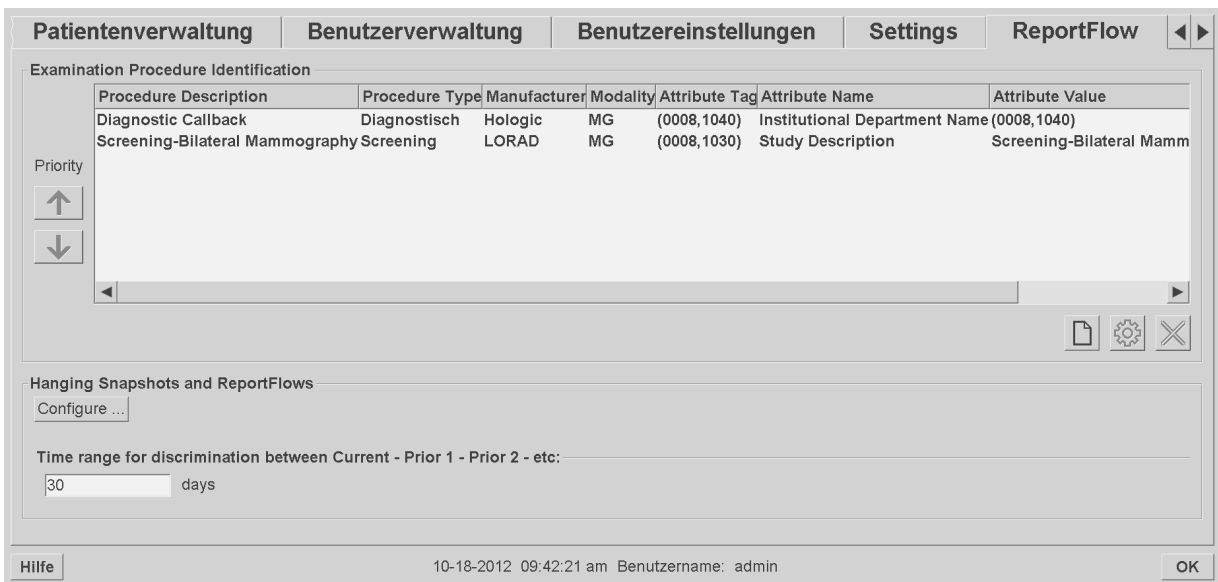 Patientenverwaltung Benutzerverwaltung Benutzereinstellungen Settings ReportFlow
Examination Procedure Identification
Procedure Description Procedure Type Manufacturer Modality Attribute Tag Attribute Name Attribute Value
Diagnostic Callback Diagnostisch Hologic MG (0008,1040) Institutional Department Name (0008,1040)
Screening-Bilateral Mammography Screening LORAD MG (0008,1030) Study Description Screening-Bilateral Mamm
Priority
Hanging Snapshots and ReportFlows
Configure ...
Time range for discrimination between Current - Prior 1 - Prior 2 - etc:
30 days
Hilfe 10-18-2012 09:42:21 am Benutzername: admin OK